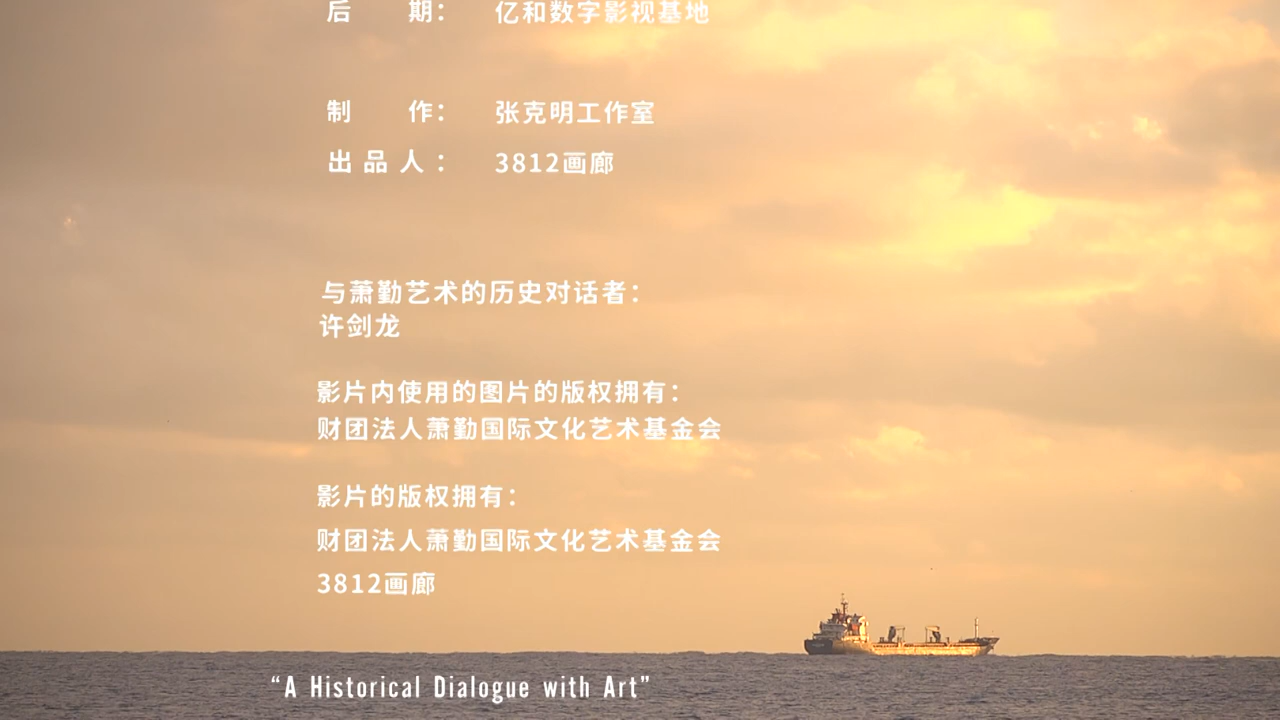 后 期： 亿和数字影视基地
制 作： 张克明工作室
出 品 人 ： 3812画廊
与萧勤艺术的历史对话者：
许剑龙
影片内使用的图片的版权拥有：
财团法人萧勤国际文化艺术基金会
影片的版权拥有：
财团法人萧勤国际文化艺术基金会
3812画廊
“A Historical Dialogue with Art”